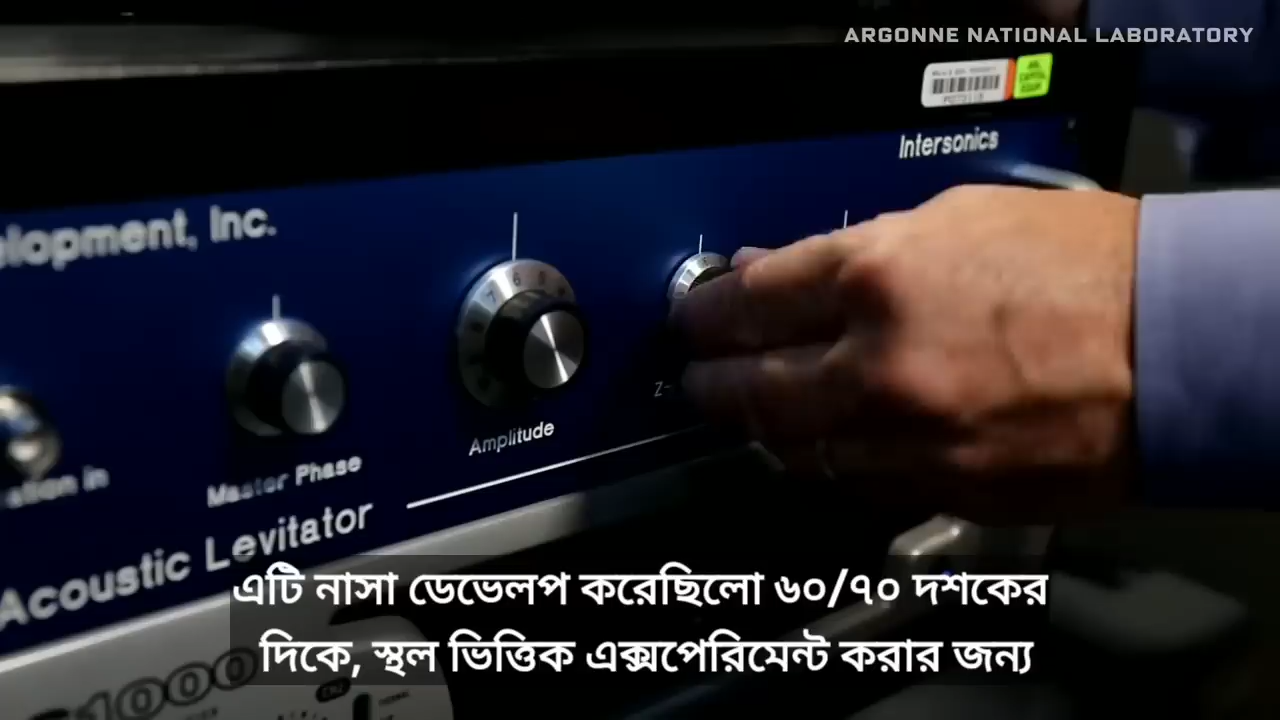 ARGONNE NATIONAL LABORATORY
Intersonics
Inc.
Amplitude
Master Phase
Acoustic Levitator
এটি নাসা ডেভেলপ করেছিলো ৬০/৭০ দশকের
দিকে, স্থল ভিত্তিক এক্সপেরিমেন্ট করার জন্য